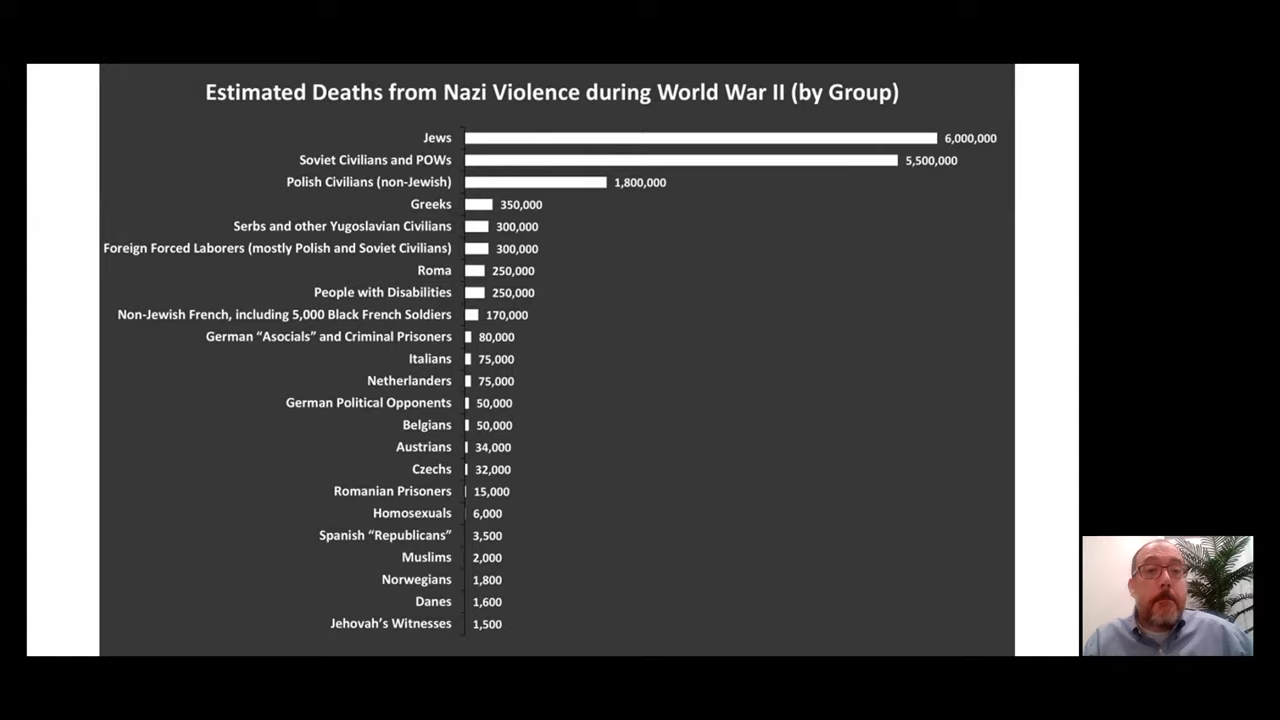 Estimated Deaths from Nazi Violence during World War II (by Group)
Jews 6,000,000
Soviet Civilians and POWs 5,500,000
Polish Civilians (non-Jewish) 1,800,000
Greeks 350,000
Serbs and other Yugoslavian Civilians 300,000
Foreign Forced Laborers (mostly Polish and Soviet Civilians) 300,000
Roma 250,000
People with Disabilities 250,000
Non-Jewish French, including 5,000 Black French Soldiers 170,000
German “Asocials” and Criminal Prisoners 80,000
Italians 75,000
Netherlanders 75,000
German Political Opponents 50,000
Belgians 50,000
Austrians 34,000
Czechs 32,000
Romanian Prisoners 15,000
Homosexuals 6,000
Spanish “Republicans” 3,500
Muslims 2,000
Norwegians 1,800
Danes 1,600
Jehovah’s Witnesses 1,500